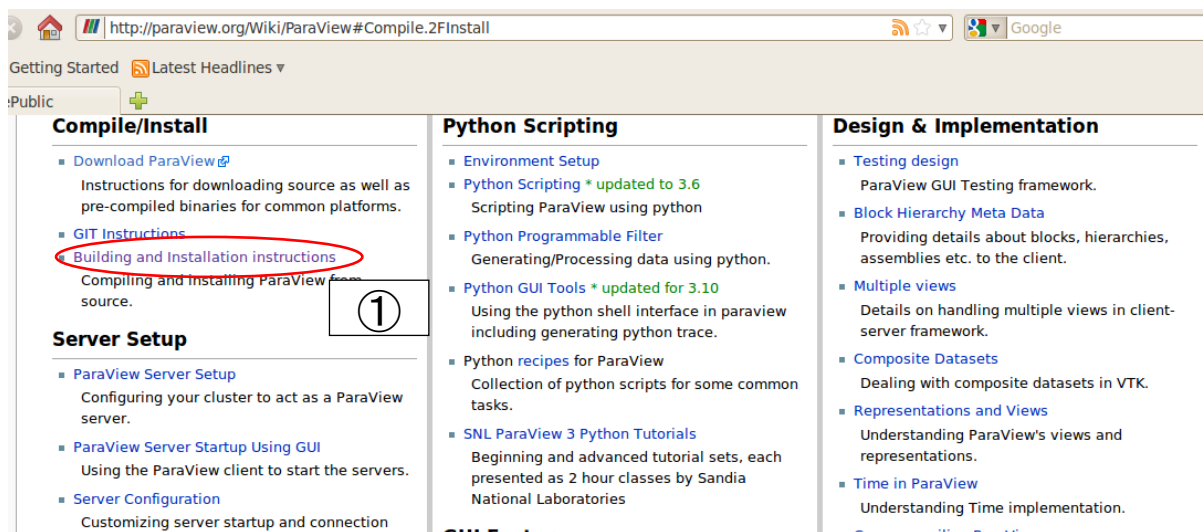 http://paraview.org/Wiki/ParaView#Compile.2FInstall
Google
Getting Started
Latest Headlines
ePublic
Compile/Install
Download ParaView
Instructions for downloading source as well as
pre-compiled binaries for common platforms.
GIT Instructions
Building and Installation instructions
Compiling and Installing ParaView from
source.
①
Server Setup
ParaView Server Setup
Configuring your cluster to act as a ParaView
server.
ParaView Server Startup Using GUI
Using the ParaView client to start the servers.
Server Configuration
Customizing server startup and connection
Python Scripting
Environment Setup
Python Scripting * updated to 3.6
Scripting ParaView using python
Python Programmable Filter
Generating/Processing data using python.
Python GUI Tools * updated for 3.10
Using the python shell interface in paraview
including generating python trace.
Python recipes for ParaView
Collection of python scripts for some common
tasks.
SNL ParaView 3 Python Tutorials
Beginning and advanced tutorial sets, each
presented as 2 hour classes by Sandia
National Laboratories
Design & Implementation
Testing design
ParaView GUI Testing framework.
Block Hierarchy Meta Data
Providing details about blocks, hierarchies,
assemblies etc. to the client.
Multiple views
Details on handling multiple views in client-
server framework.
Composite Datasets
Dealing with composite datasets in VTK.
Representations and Views
Understanding ParaView's views and
representations.
Time in ParaView
Understanding Time implementation.